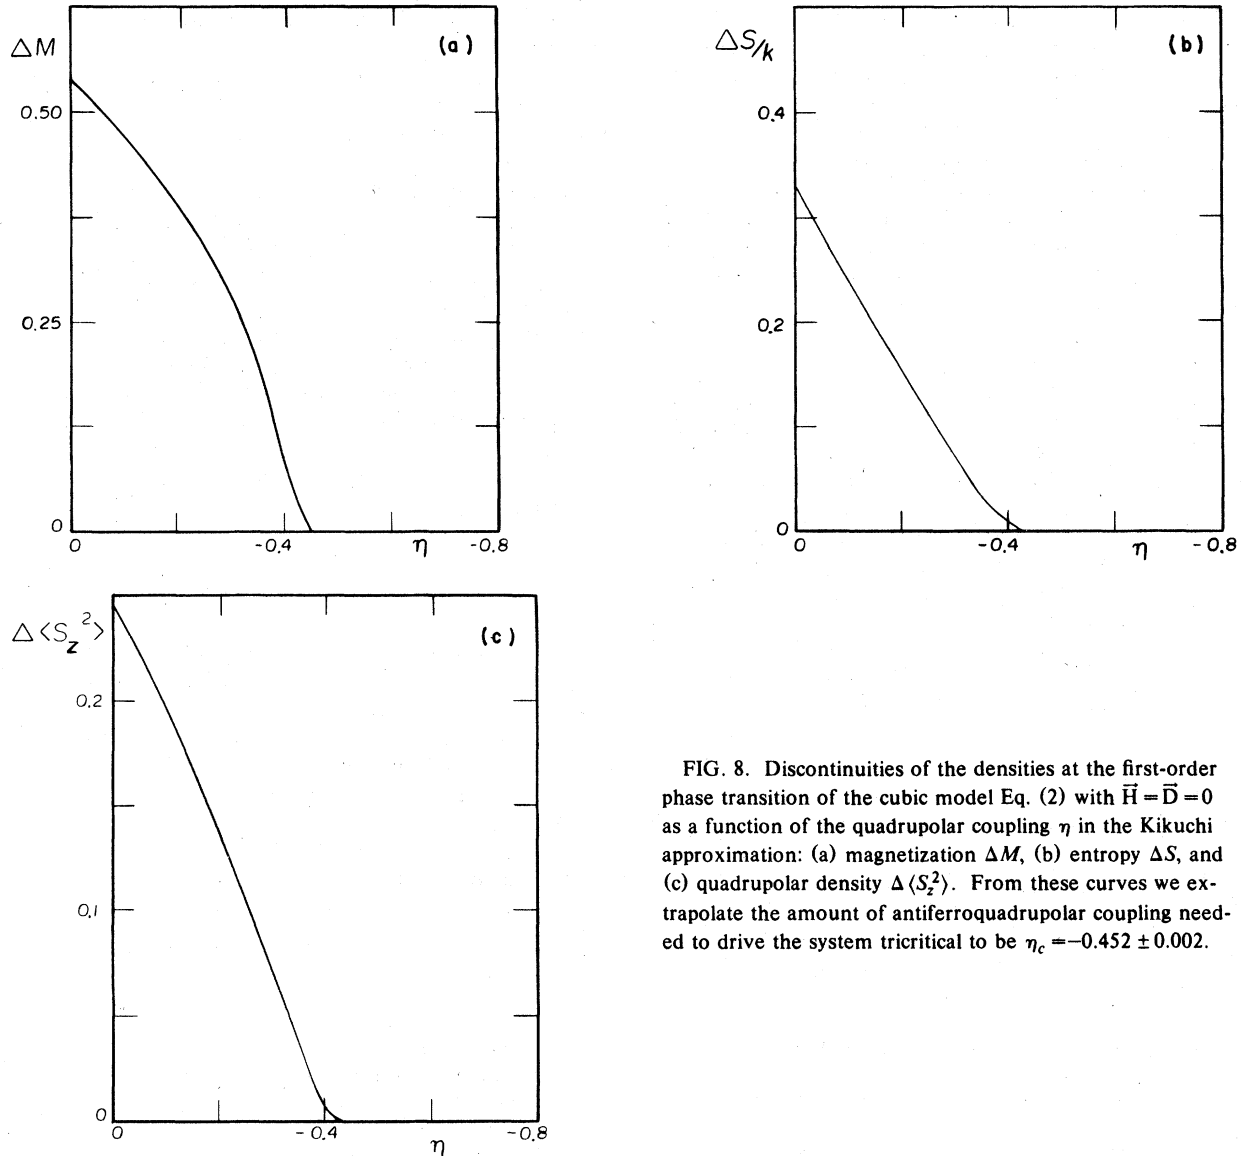 ΔM
(a)
0.50
0.25
0
0
-0.4
η
-0.8
ΔS/k
(b)
0.4
0.2
0
0
-0.4
η
-0.8
Δ<S_z^2>
(c)
0.2
0.1
0
0
-0.4
η
-0.8
FIG. 8. Discontinuities of the densities at the first-order
phase transition of the cubic model Eq. (2) with H⃗ = D⃗ = 0
as a function of the quadrupolar coupling η in the Kikuchi
approximation: (a) magnetization ΔM, (b) entropy ΔS, and
(c) quadrupolar density Δ⟨S_z^2⟩. From these curves we ex-
trapolate the amount of antiferroquadrupolar coupling need-
ed to drive the system tricritical to be η_c = −0.452 ± 0.002.